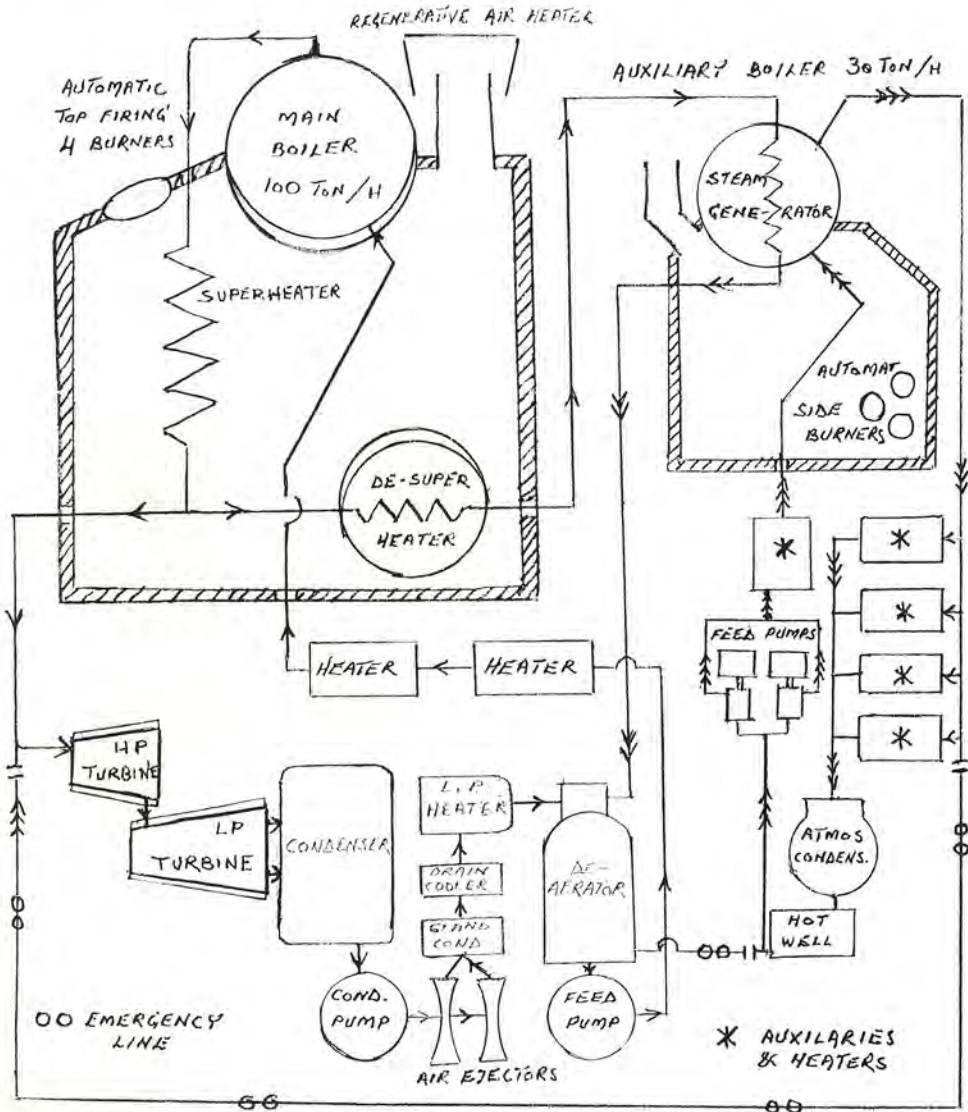 REGENERATIVE AIR HEATER
AUTOMATIC
TOP FIRING
4 BURNERS
MAIN
BOILER
100 TON/H
SUPERHEATER
DE-SUPER
HEATER
AUXILIARY BOILER 30 TON/H
STEAM
GENE-RATOR
AUTOMAT
SIDE
BURNERS
HEATER
HEATER
FEED PUMPS
HP
TURBINE
LP
TURBINE
CONDENSER
L.P.
HEATER
DRAIN
COOLER
GLAND
COND
DE-
AERATOR
ATMOS
CONDENS.
HOT
WELL
COND.
PUMP
FEED
PUMP
AIR EJECTORS
OO EMERGENCY
LINE
* AUXILARIES
& HEATERS